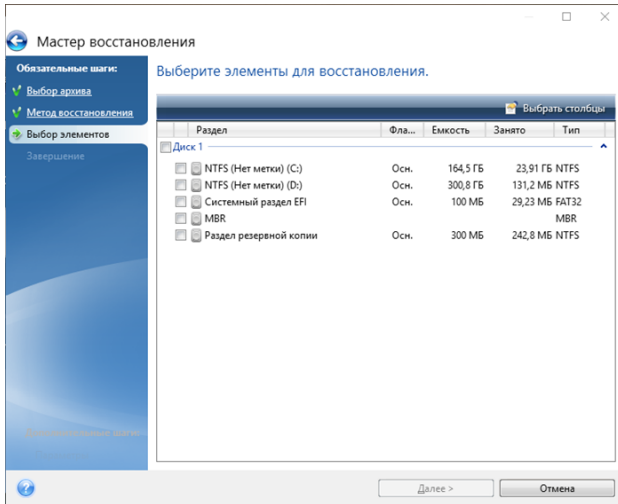 Мастер восстановления
Обязательные шаги:
Выбор архива
Метод восстановления
Выбор элементов
Завершение
Выберите элементы для восстановления.
Выбрать столбцы
Раздел Фла... Емкость Занято Тип
Диск 1
NTFS (Нет метки) (C:) Осн. 164,5 ГБ 23,91 ГБ NTFS
NTFS (Нет метки) (D:) Осн. 300,8 ГБ 131,2 МБ NTFS
Системный раздел EFI Осн. 100 МБ 29,23 МБ FAT32
MBR MBR
Раздел резервной копии Осн. 300 МБ 242,8 МБ NTFS
Далее >
Отмена